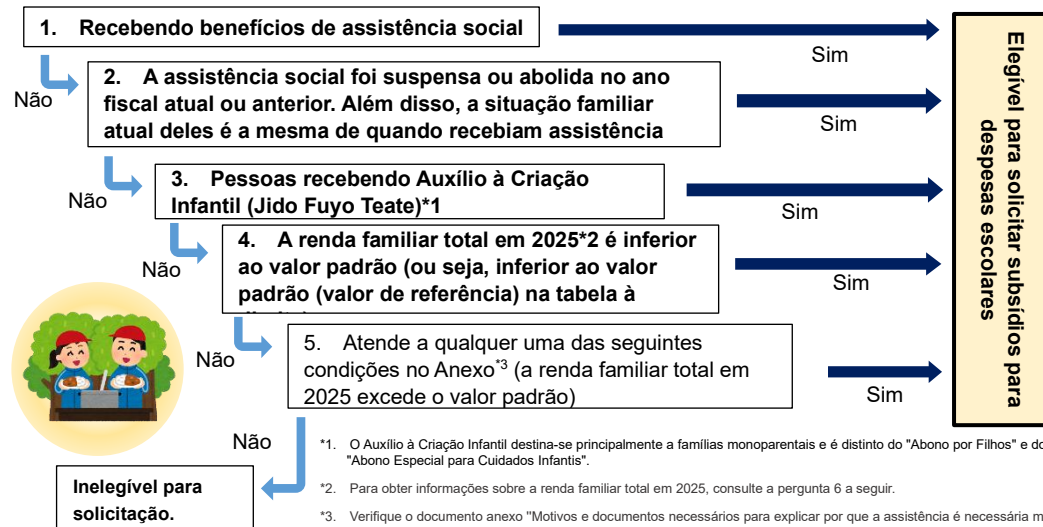 1. Recebendo benefícios de assistência social
Sim
Não
2. A assistência social foi suspensa ou abolida no ano
fiscal atual ou anterior. Além disso, a situação familiar
atual deles é a mesma de quando recebiam assistência
Sim
Não
3. Pessoas recebendo Auxílio à Criação
Infantil (Jido Fuyo Teate)*1
Sim
Não
4. A renda familiar total em 2025*2 é inferior
ao valor padrão (ou seja, inferior ao valor
padrão (valor de referência) na tabela à
Sim
Não
5. Atende a qualquer uma das seguintes
condições no Anexo*3 (a renda familiar total em
2025 excede o valor padrão)
Sim
Não
Elegível para solicitar subsídios para
despesas escolares
Inelegível para
solicitação.
*1. O Auxílio à Criação Infantil destina-se principalmente a famílias monoparentais e é distinto do "Abono por Filhos" e do
"Abono Especial para Cuidados Infantis".
*2. Para obter informações sobre a renda familiar total em 2025, consulte a pergunta 6 a seguir.
*3. Verifique o documento anexo "Motivos e documentos necessários para explicar por que a assistência é necessária